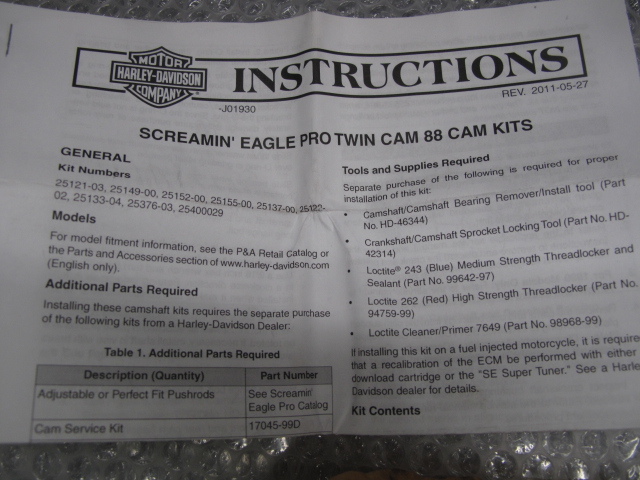 MOTOR
HARLEY-DAVIDSON
COMPANY
INSTRUCTIONS
-J01930
REV. 2011-05-27
SCREAMIN' EAGLE PRO TWIN CAM 88 CAM KITS
GENERAL
Kit Numbers
25121-03, 25149-00, 25152-00, 25155-00, 25137-00,
02, 25133-04, 25376-03, 25400029
Models
For model fitment information, see the P&A Retail Catalog or
the Parts and Accessories section of www.harley-davidson.com
(English only).
Additional Parts Required
Installing these camshaft kits requires the separate purchase
of the following kits from a Harley-Davidson Dealer:
Table 1. Additional Parts Required
Description (Quantity) Part Number
Adjustable or Perfect Fit Pushrods See Screamin'
Eagle Pro Catalog
Cam Service Kit 17045-99D
Tools and Supplies Required
Separate purchase of the following is required for proper
installation of this kit:
• Camshaft/Camshaft Bearing Remover/Install tool (Part
No. HD-46344)
• Crankshaft/Camshaft Sprocket Locking Tool (Part No. HD-
42314)
• Loctite® 243 (Blue) Medium Strength Threadlocker and
Sealant (Part No. 99642-97)
• Loctite 262 (Red) High Strength Threadlocker (Part No.
94759-99)
• Loctite Cleaner/Primer 7649 (Part No. 98968-99)
If installing this kit on a fuel injected motorcycle, it is require
that a recalibration of the ECM be performed with either
download cartridge or the "SE Super Tuner." See a Harle
Davidson dealer for details.
Kit Contents